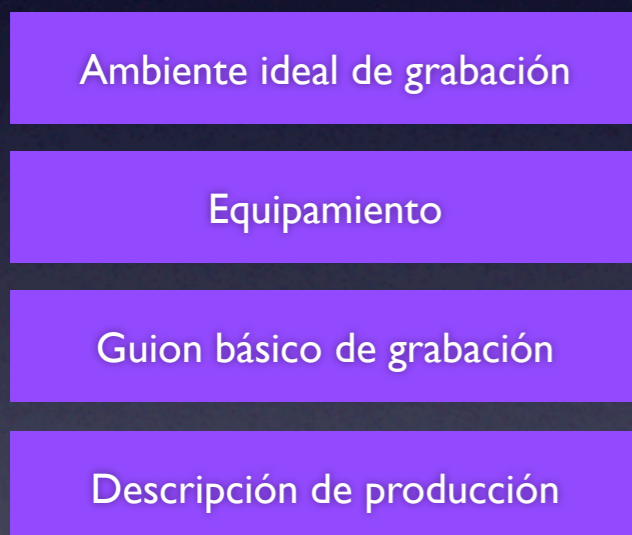 Ambiente ideal de grabación
Equipamiento
Guion básico de grabación
Descripción de producción